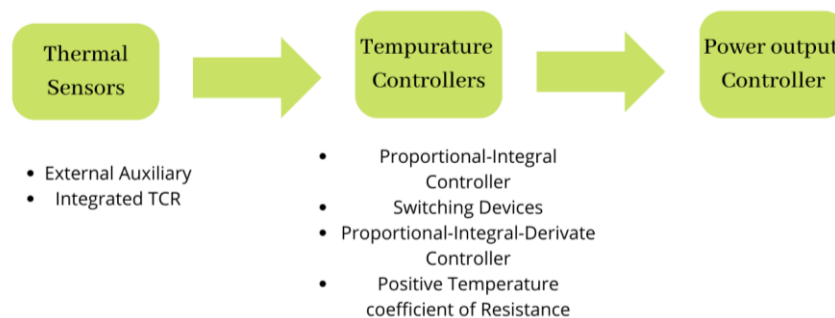 Thermal
Sensors
Tempurature
Controllers
Power output
Controller
• External Auxiliary
• Integrated TCR
• Proportional-Integral
Controller
• Switching Devices
• Proportional-Integral-Derivate
Controller
• Positive Temperature
coefficient of Resistance